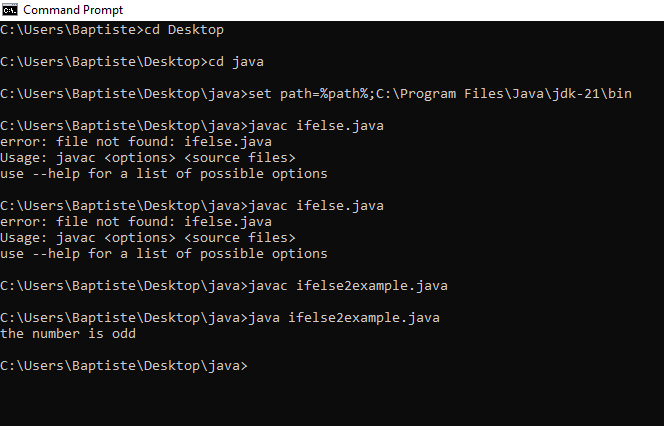 Command Prompt
C:\Users\Baptiste>cd Desktop
C:\Users\Baptiste\Desktop>cd java
C:\Users\Baptiste\Desktop\java>set path=%path%;C:\Program Files\Java\jdk-21\bin
C:\Users\Baptiste\Desktop\java>javac ifelse.java
error: file not found: ifelse.java
Usage: javac <options> <source files>
use --help for a list of possible options
C:\Users\Baptiste\Desktop\java>javac ifelse.java
error: file not found: ifelse.java
Usage: javac <options> <source files>
use --help for a list of possible options
C:\Users\Baptiste\Desktop\java>javac ifelse2example.java
C:\Users\Baptiste\Desktop\java>java ifelse2example.java
the number is odd
C:\Users\Baptiste\Desktop\java>